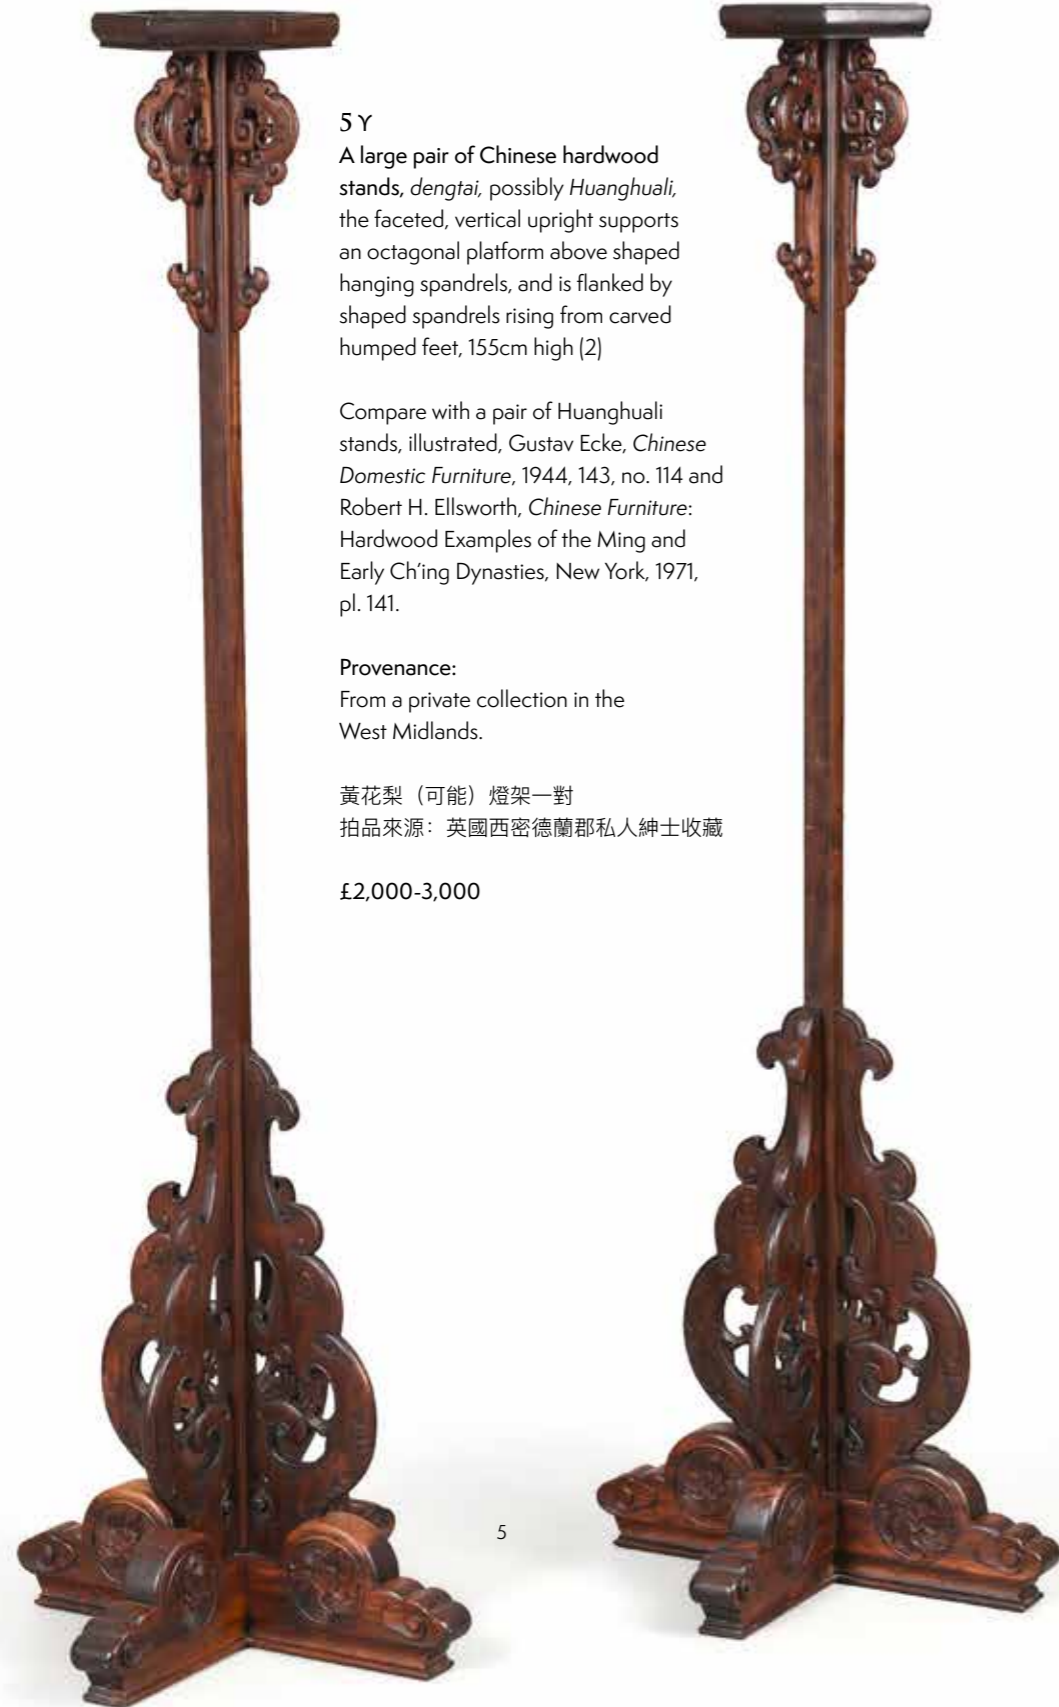 5 ϒ
A large pair of Chinese hardwood
stands, dengtai, possibly Huanghuali,
the faceted, vertical upright supports
an octagonal platform above shaped
hanging spandrels, and is flanked by
shaped spandrels rising from carved
humped feet, 155cm high (2)
Compare with a pair of Huanghuali
stands, illustrated, Gustav Ecke, Chinese
Domestic Furniture, 1944, 143, no. 114 and
Robert H. Ellsworth, Chinese Furniture:
Hardwood Examples of the Ming and
Early Ch'ing Dynasties, New York, 1971,
pl. 141.
Provenance:
From a private collection in the
West Midlands.
黃花梨（可能）燈架一對
拍品來源：英國西密德蘭郡私人紳士收藏
£2,000-3,000
5